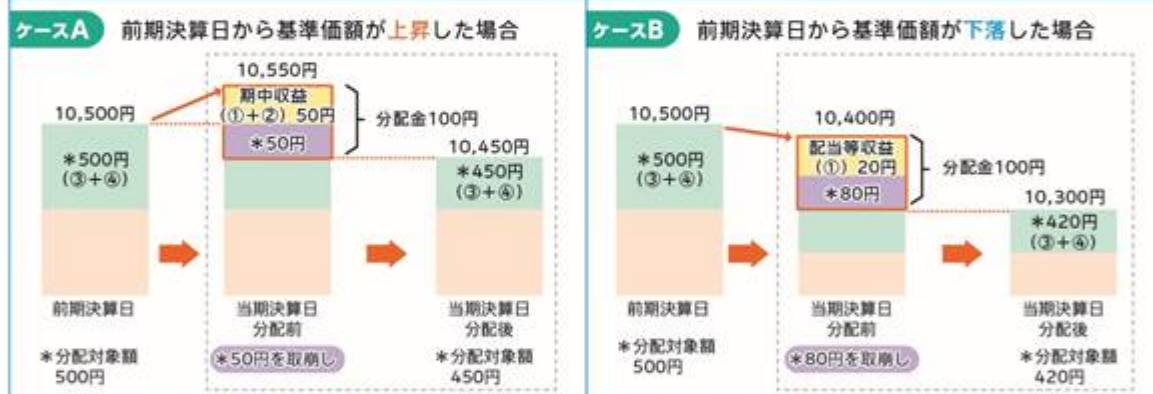 ケースA 前期決算日から基準価額が上昇した場合
10,550円
10,500円
期中収益
(①+②) 50円
*50円
分配金100円
10,450円
*500円
(③+④)
*450円
(③+④)
前期決算日
当期決算日
分配前
当期決算日
分配後
*分配対象額
500円
*50円を取崩し
*分配対象額
450円
ケースB 前期決算日から基準価額が下落した場合
10,500円
10,400円
配当等収益
(①) 20円
*80円
分配金100円
10,300円
*500円
(③+④)
*420円
(③+④)
前期決算日
当期決算日
分配前
当期決算日
分配後
*分配対象額
500円
*80円を取崩し
*分配対象額
420円